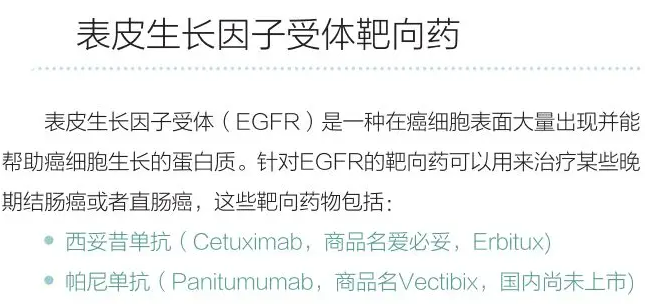 表皮生长因子受体靶向药
表皮生长因子受体（EGFR）是一种在癌细胞表面大量出现并能
帮助癌细胞生长的蛋白质。针对EGFR的靶向药可以用来治疗某些晚
期结肠癌或者直肠癌，这些靶向药物包括：
• 西妥昔单抗（Cetuximab，商品名爱必妥，Erbitux)
• 帕尼单抗（Panitumumab，商品名Vectibix，国内尚未上市)